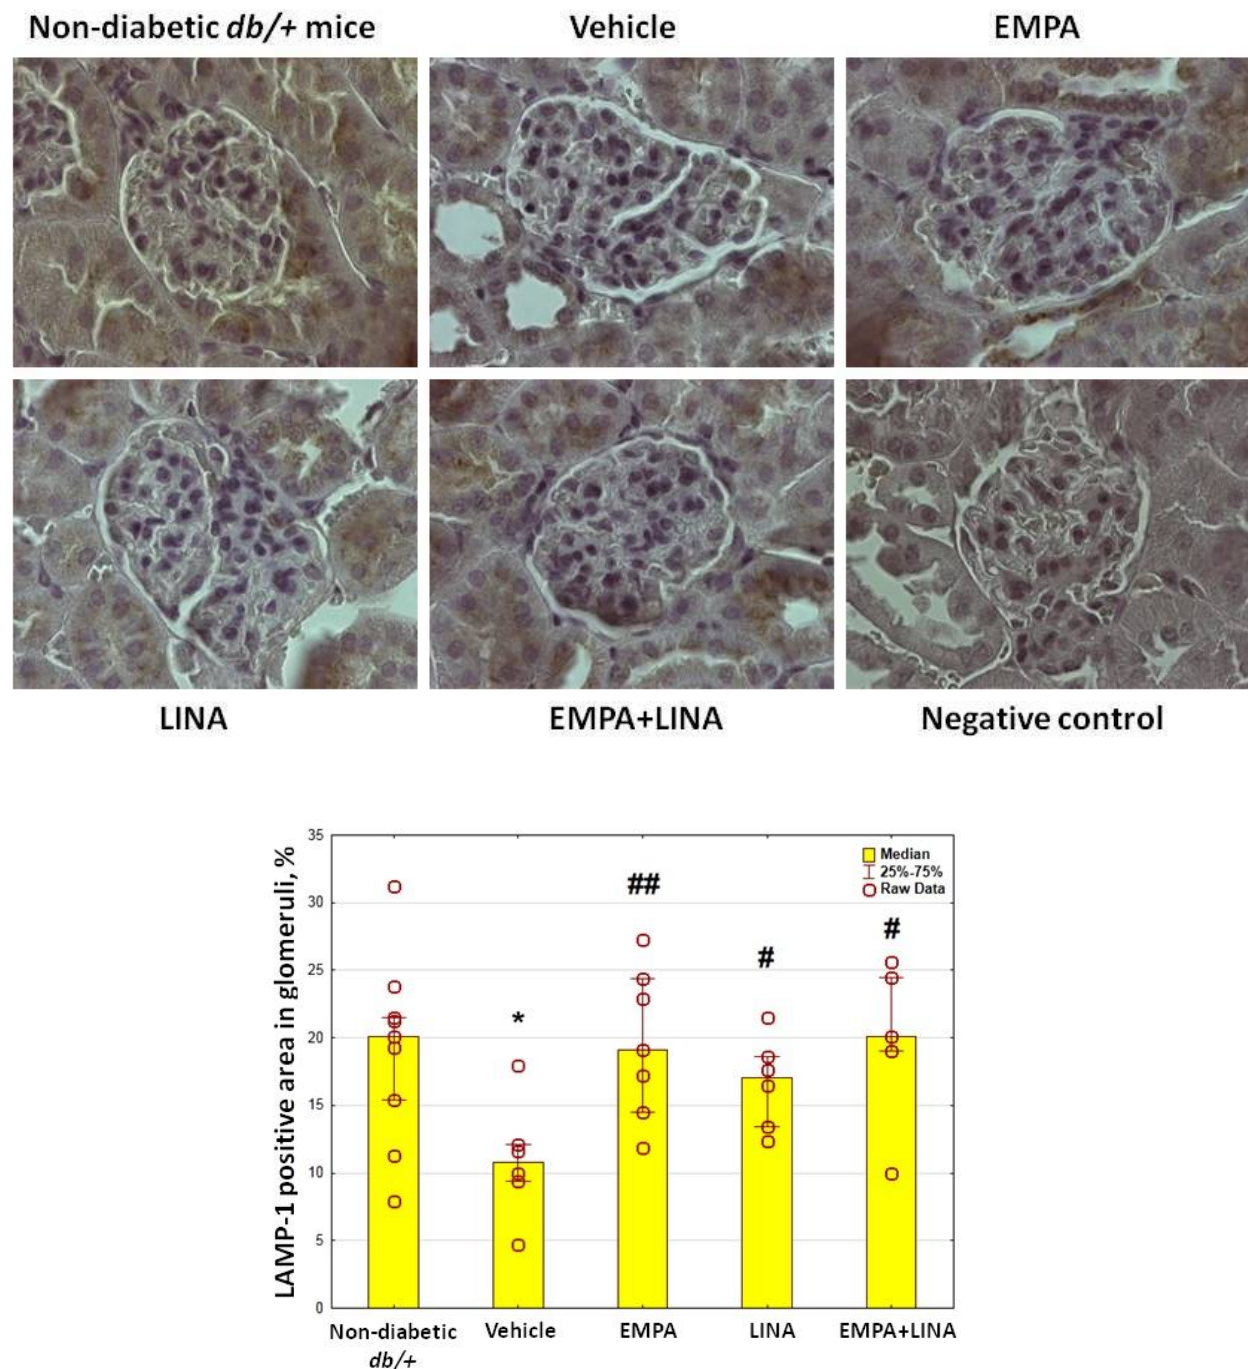 Non-diabetic db/+ mice
Vehicle
EMPA
LINA
EMPA+LINA
Negative control
LAMP-1 positive area in glomeruli, %
35
30
25
20
15
10
5
0
Median
25%-75%
Raw Data
*
##
#
#
Non-diabetic
db/+
Vehicle
EMPA
LINA
EMPA+LINA